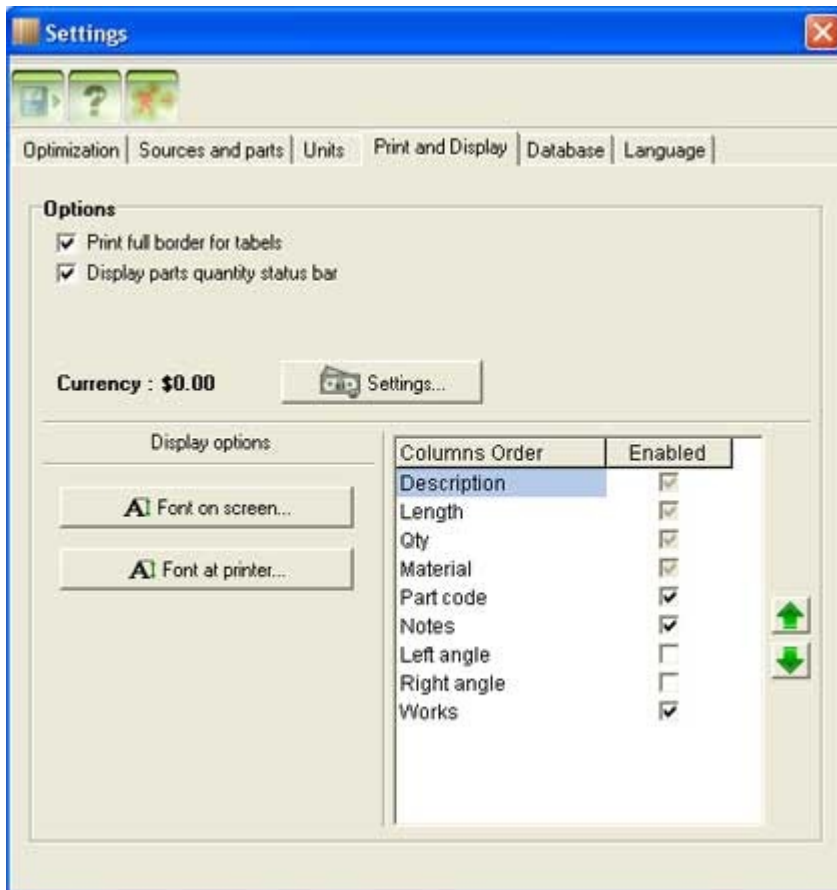 Settings
?
Optimization Sources and parts Units Print and Display Database Language
Options
Print full border for tabels
Display parts quantity status bar
Currency : $0.00 Settings...
Display options
Font on screen...
Font at printer...
Columns Order Enabled
Description
Length
Qty
Material
Part code
Notes
Left angle
Right angle
Works